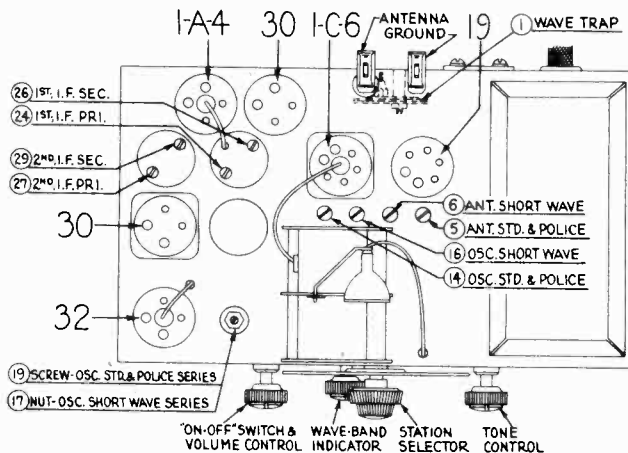 1-A-4
30
1-C-6
ANTENNA
GROUND
19
1 WAVE TRAP
26 1ST. I.F. SEC.
24 1ST. I.F. PRI.
29 2ND. I.F. SEC.
27 2ND. I.F. PRI.
30
32
6 ANT. SHORT WAVE
5 ANT. STD. & POLICE
16 OSC. SHORT WAVE
14 OSC. STD. & POLICE
19 SCREW-OSC. STD. & POLICE SERIES
17 NUT-OSC. SHORT WAVE SERIES
"ON-OFF" SWITCH &
VOLUME CONTROL
WAVE-BAND
INDICATOR
STATION
SELECTOR
TONE
CONTROL